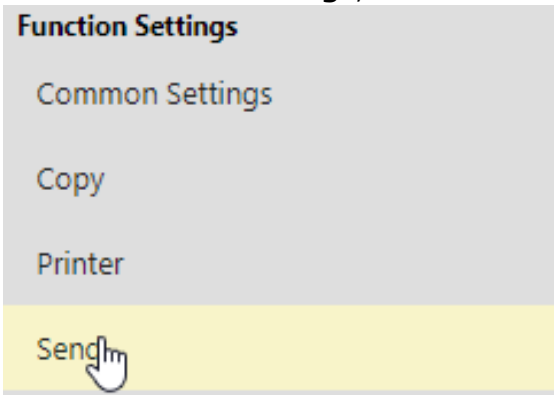 Function Settings
Common Settings
Copy
Printer
Send